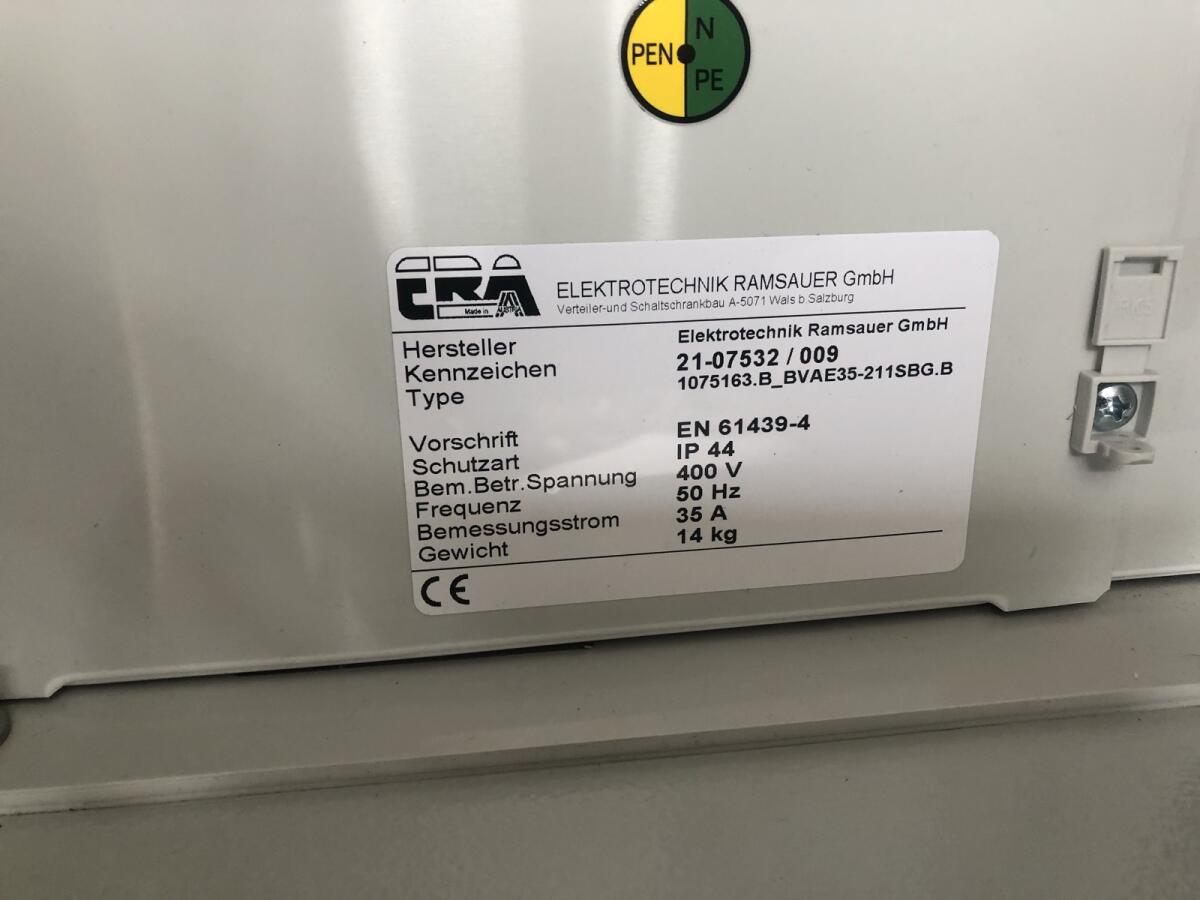 N
PEN
PE
ERA
Made in AUSTRIA
ELEKTROTECHNIK RAMSAUER GmbH
Verteiler-und Schaltschrankbau A-5071 Wals b Salzburg
Hersteller Elektrotechnik Ramsauer GmbH
Kennzeichen 21-07532 / 009
Type 1075163.B_BVAE35-211SBG.B
Vorschrift EN 61439-4
Schutzart IP 44
Bem.Betr.Spannung 400 V
Frequenz 50 Hz
Bemessungsstrom 35 A
Gewicht 14 kg
CE